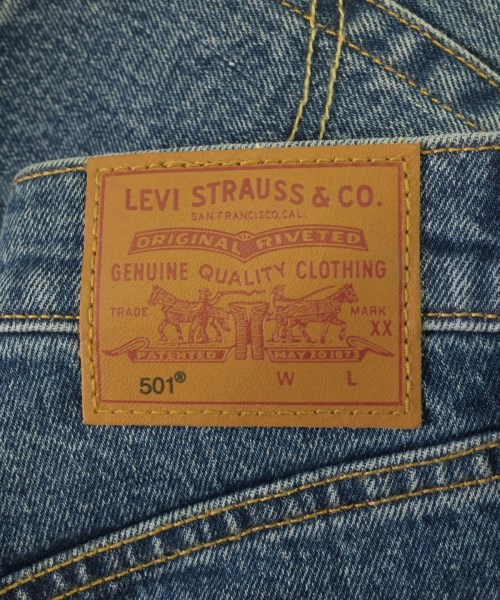 LEVI STRAUSS & CO.
SAN FRANCISCO, CAL.
ORIGINAL RIVETED
GENUINE QUALITY CLOTHING
TRADE MARK
XX
PATENTED MAY 20 1873
501® W L